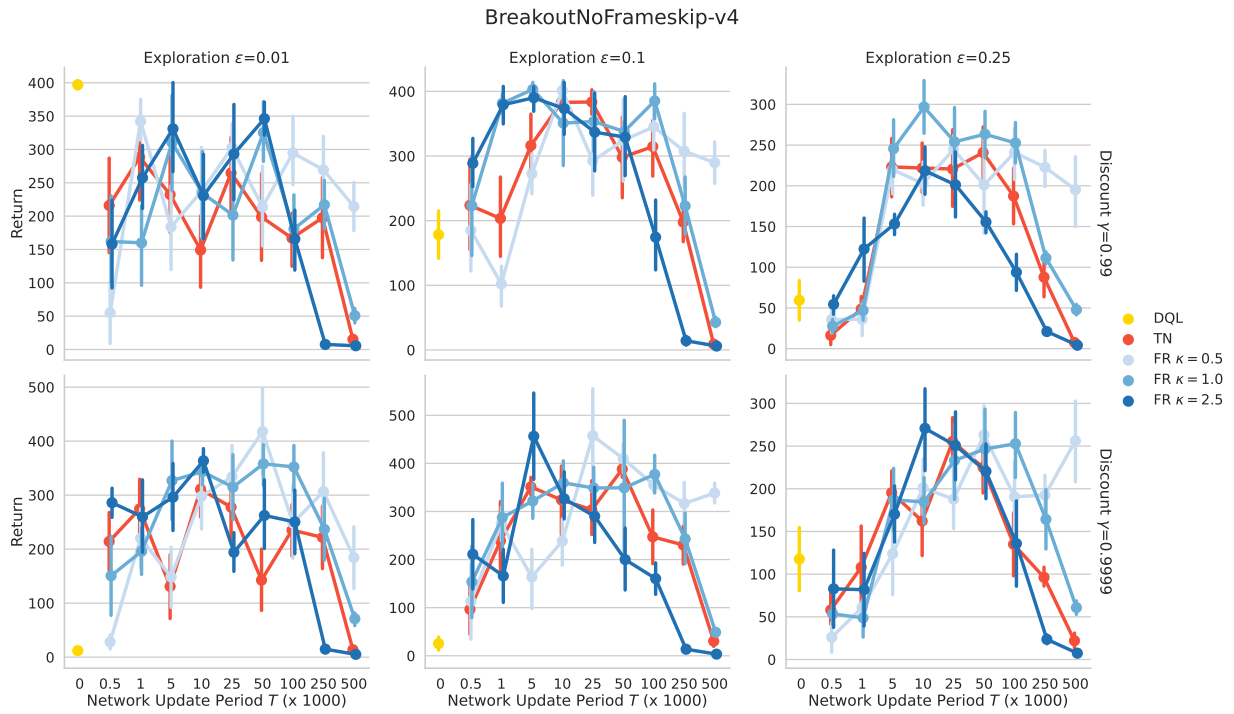 BreakoutNoFrameskip-v4
Exploration ε=0.01
Exploration ε=0.1
Exploration ε=0.25
400
350
300
250
200
150
100
50
0
Return
400
300
200
100
0
300
250
200
150
100
50
0
Discount γ=0.99
DQL
TN
FR κ = 0.5
FR κ = 1.0
FR κ = 2.5
500
400
300
200
100
0
Return
500
400
300
200
100
0
300
250
200
150
100
50
0
Discount γ=0.9999
0 0.5 1 5 10 25 50 100 250 500
0 0.5 1 5 10 25 50 100 250 500
0 0.5 1 5 10 25 50 100 250 500
Network Update Period T (x 1000)
Network Update Period T (x 1000)
Network Update Period T (x 1000)